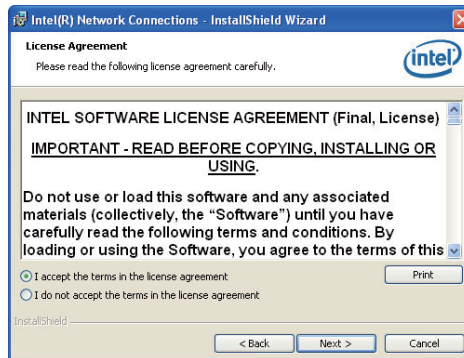 Intel(R) Network Connections - InstallShield Wizard
License Agreement
Please read the following license agreement carefully.
intel
INTEL SOFTWARE LICENSE AGREEMENT (Final, License)
IMPORTANT - READ BEFORE COPYING, INSTALLING OR
USING.
Do not use or load this software and any associated
materials (collectively, the “Software”) until you have
carefully read the following terms and conditions. By
loading or using the Software, you agree to the terms of this
I accept the terms in the license agreement
Print
I do not accept the terms in the license agreement
InstallShield
< Back
Next >
Cancel